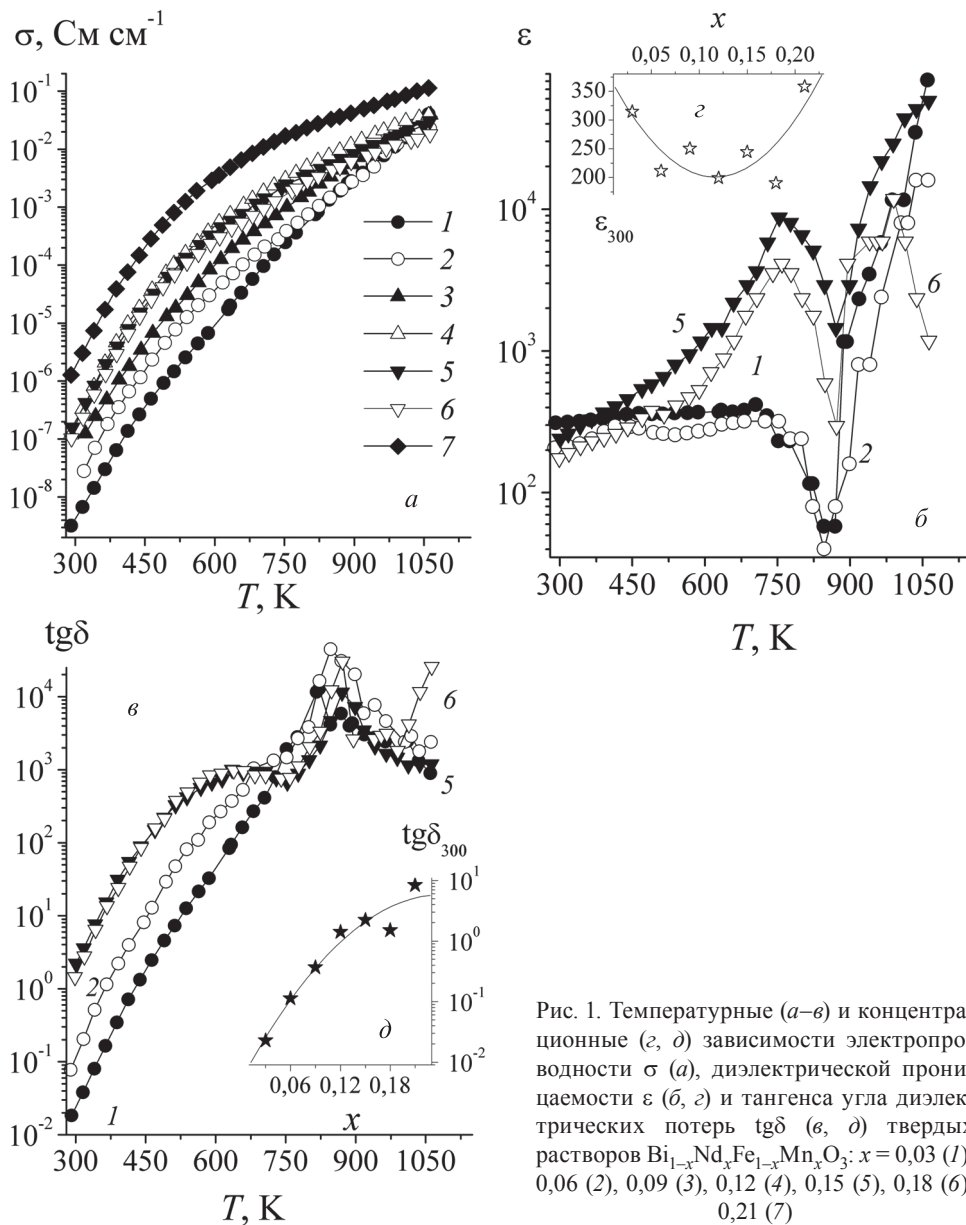 σ, См см⁻¹
10⁻¹
10⁻²
10⁻³
10⁻⁴
10⁻⁵
10⁻⁶
10⁻⁷
10⁻⁸
1
2
3
4
5
6
7
а
300 450 600 750 900 1050
T, K
x
0,05 0,10 0,15 0,20
ε
350
300
250
200
г
ε₃₀₀
10⁴
10³
10²
5
1
6
2
б
300 450 600 750 900 1050
T, K
tgδ
10⁴
10³
10²
10¹
10⁰
10⁻¹
10⁻²
в
6
5
2
1
tgδ₃₀₀
10¹
10⁰
10⁻¹
10⁻²
д
0,06 0,12 0,18
x
300 450 600 750 900 1050
T, K
Рис. 1. Температурные (а–в) и концентра
ционные (г, д) зависимости электропро
водности σ (а), диэлектрической прони
цаемости ε (б, г) и тангенса угла диэлек
трических потерь tgδ (в, д) твердых
растворов Bi₁₋ₓNdₓFe₁₋ₓMnₓO₃: x = 0,03 (1)
0,06 (2), 0,09 (3), 0,12 (4), 0,15 (5), 0,18 (6)
0,21 (7)